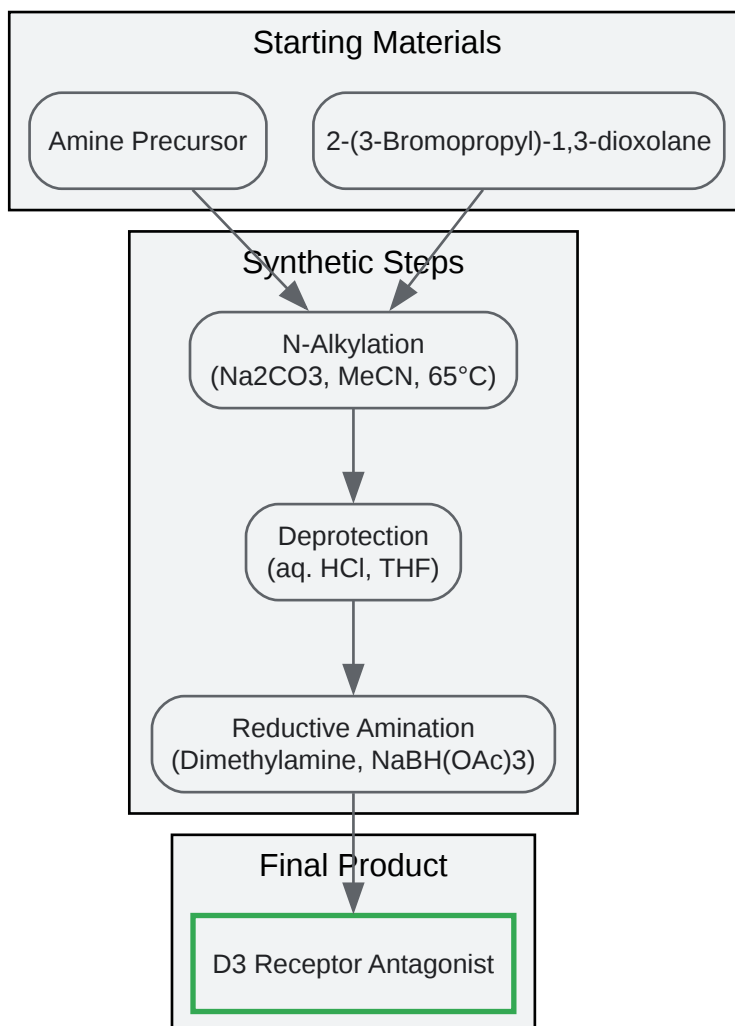 Starting Materials
Amine Precursor
2-(3-Bromopropyl)-1,3-dioxolane
Synthetic Steps
N-Alkylation
(Na2CO3, MeCN, 65°C)
Deprotection
(aq. HCl, THF)
Reductive Amination
(Dimethylamine, NaBH(OAc)3)
Final Product
D3 Receptor Antagonist